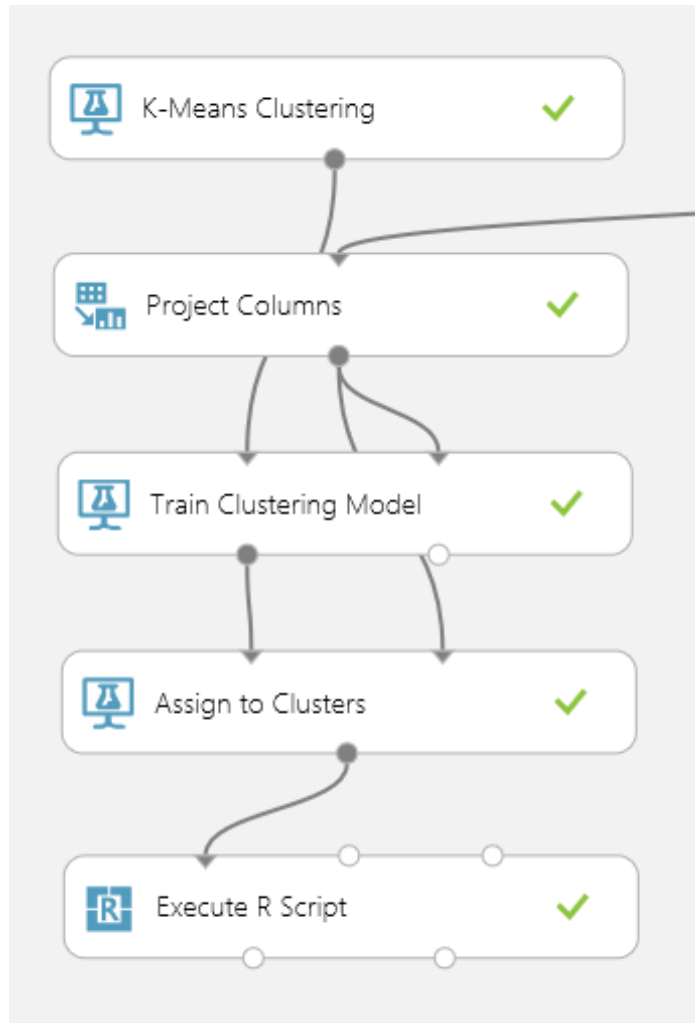 K-Means Clustering
Project Columns
Train Clustering Model
Assign to Clusters
R
Execute R Script